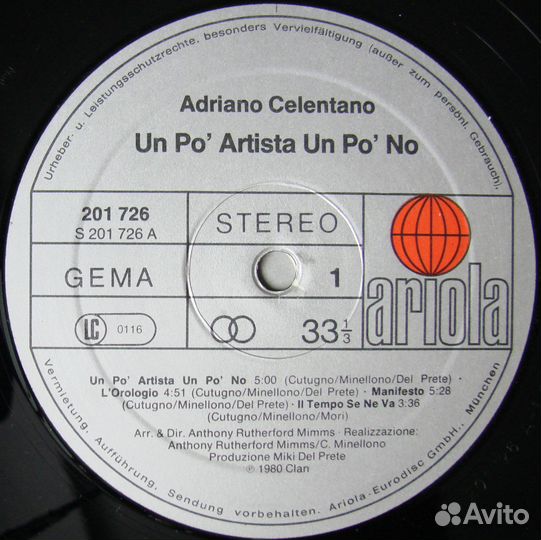 Urheber- u. Leistungsschutzrechte, besonders Vervielfältigung (außer zum persönl. Gebrauch),
Adriano Celentano
Un Po' Artista Un Po' No
201 726
S 201 726 A
STEREO
GEMA
1
ariola
LC 0116
33 1/3
Un Po' Artista Un Po' No 5:00 (Cutugno/Minellono/Del Prete) ·
L'Orologio 4:51 (Cutugno/Minellono/Del Prete) · Manifesto 5:28
(Cutugno/Minellono/Del Prete) · Il Tempo Se Ne Va 3:36
(Cutugno/Minellono/Mori)
Arr. & Dir. Anthony Rutherford Mimms · Realizzazione:
Anthony Rutherford Mimms/C. Minellono
Produzione Miki Del Prete
℗ 1980 Clan
Vermietung, Aufführung, Sendung vorbehalten. Ariola-Eurodisc GmbH., München
Avito